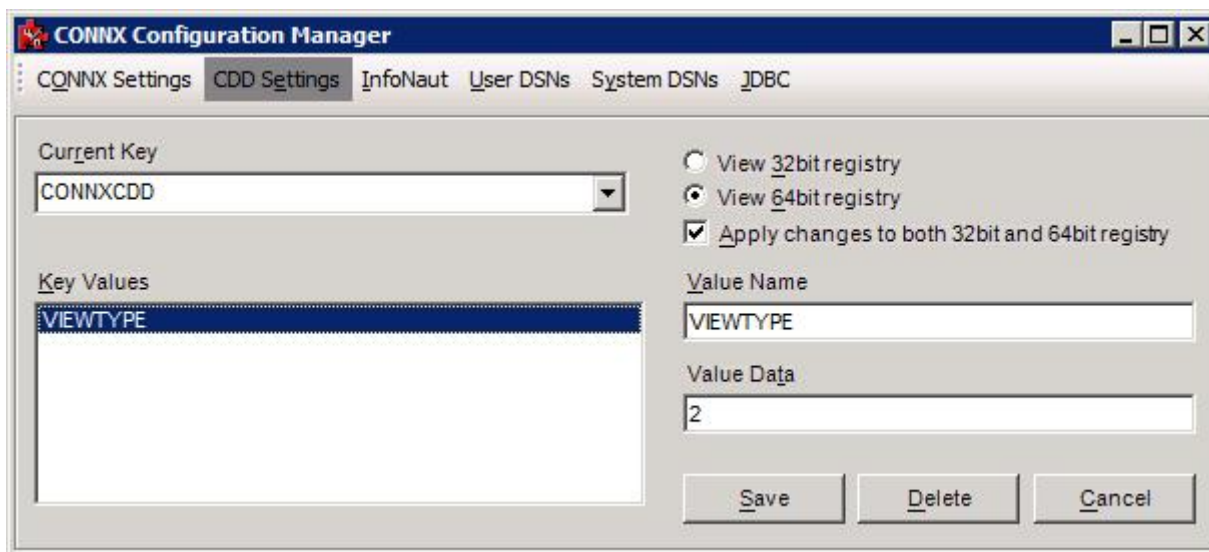 CONNX Configuration Manager
CONNX Settings CDD Settings InfoNaut User DSNs System DSNs JDBC
Current Key
CONNXCDD
View 32bit registry
View 64bit registry
Apply changes to both 32bit and 64bit registry
Key Values
VIEWTYPE
Value Name
VIEWTYPE
Value Data
2
Save Delete Cancel